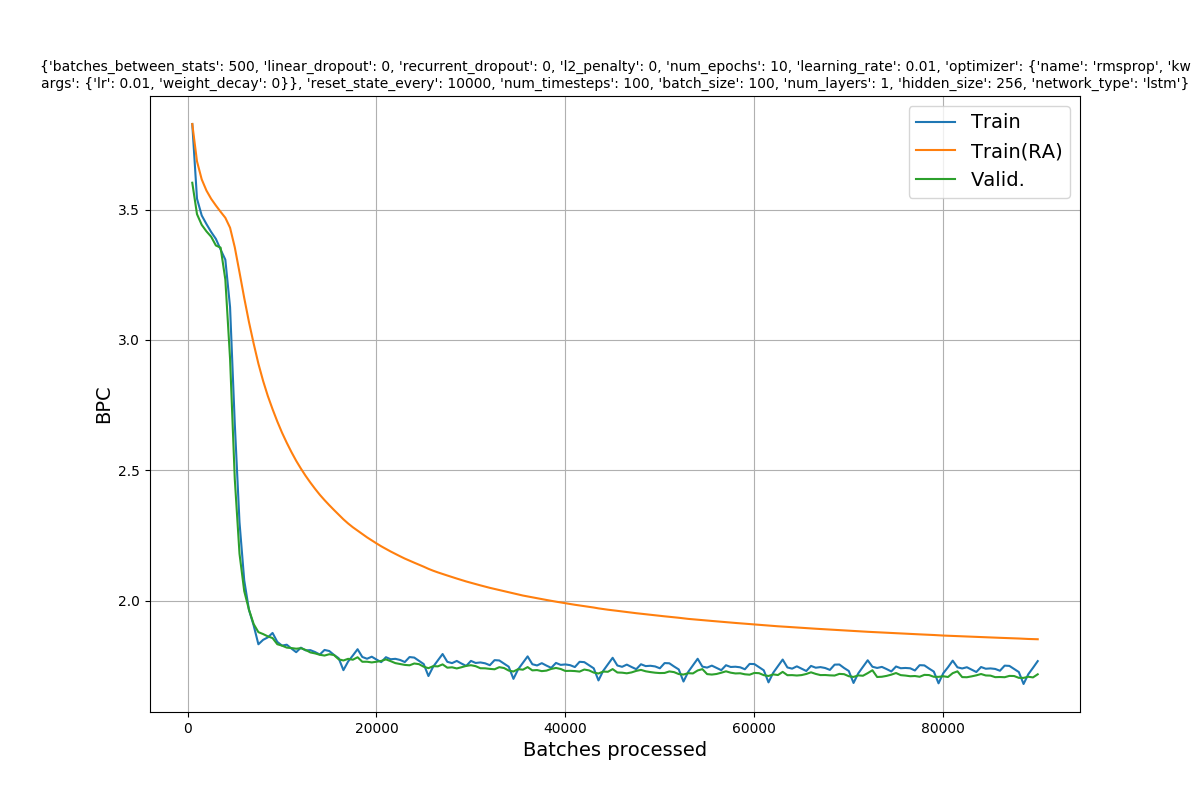 {'batches_between_stats': 500, 'linear_dropout': 0, 'recurrent_dropout': 0, 'l2_penalty': 0, 'num_epochs': 10, 'learning_rate': 0.01, 'optimizer': {'name': 'rmsprop', 'kw
args': {'lr': 0.01, 'weight_decay': 0}}, 'reset_state_every': 10000, 'num_timesteps': 100, 'batch_size': 100, 'num_layers': 1, 'hidden_size': 256, 'network_type': 'lstm'}
Train
Train(RA)
Valid.
3.5
3.0
2.5
2.0
BPC
0
20000
40000
60000
80000
Batches processed